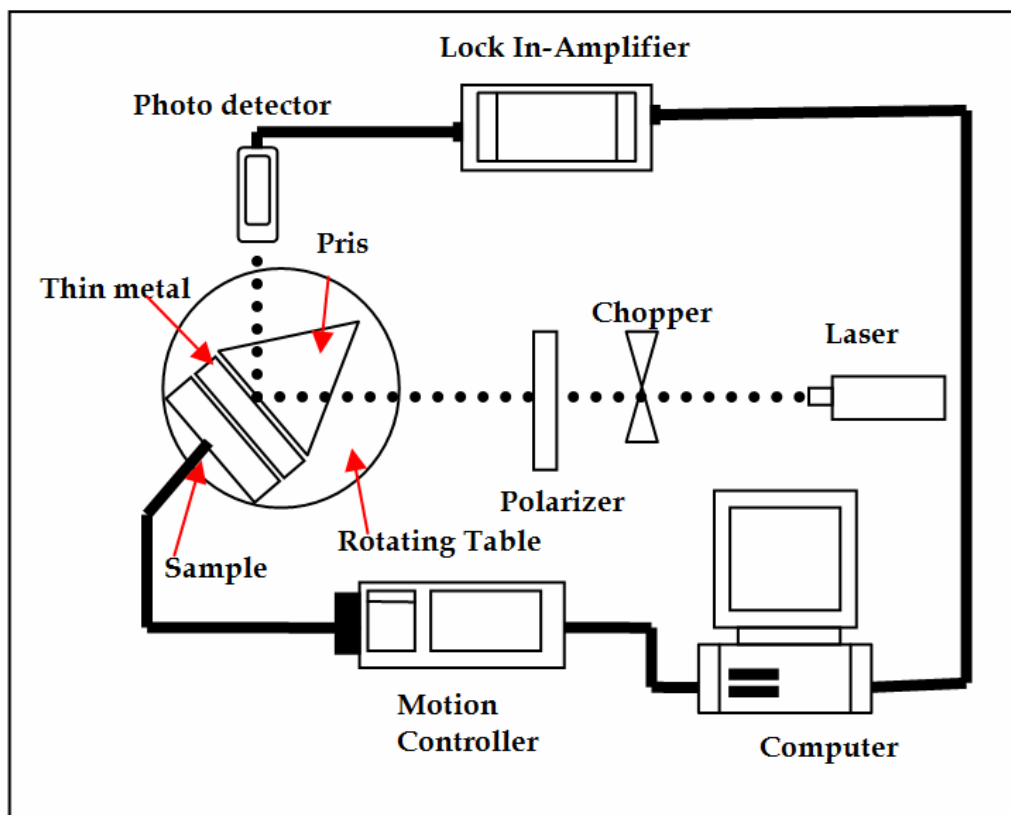 Lock In-Amplifier
Photo detector
Pris
Thin metal
Chopper
Laser
Polarizer
Rotating Table
Sample
Motion
Controller
Computer